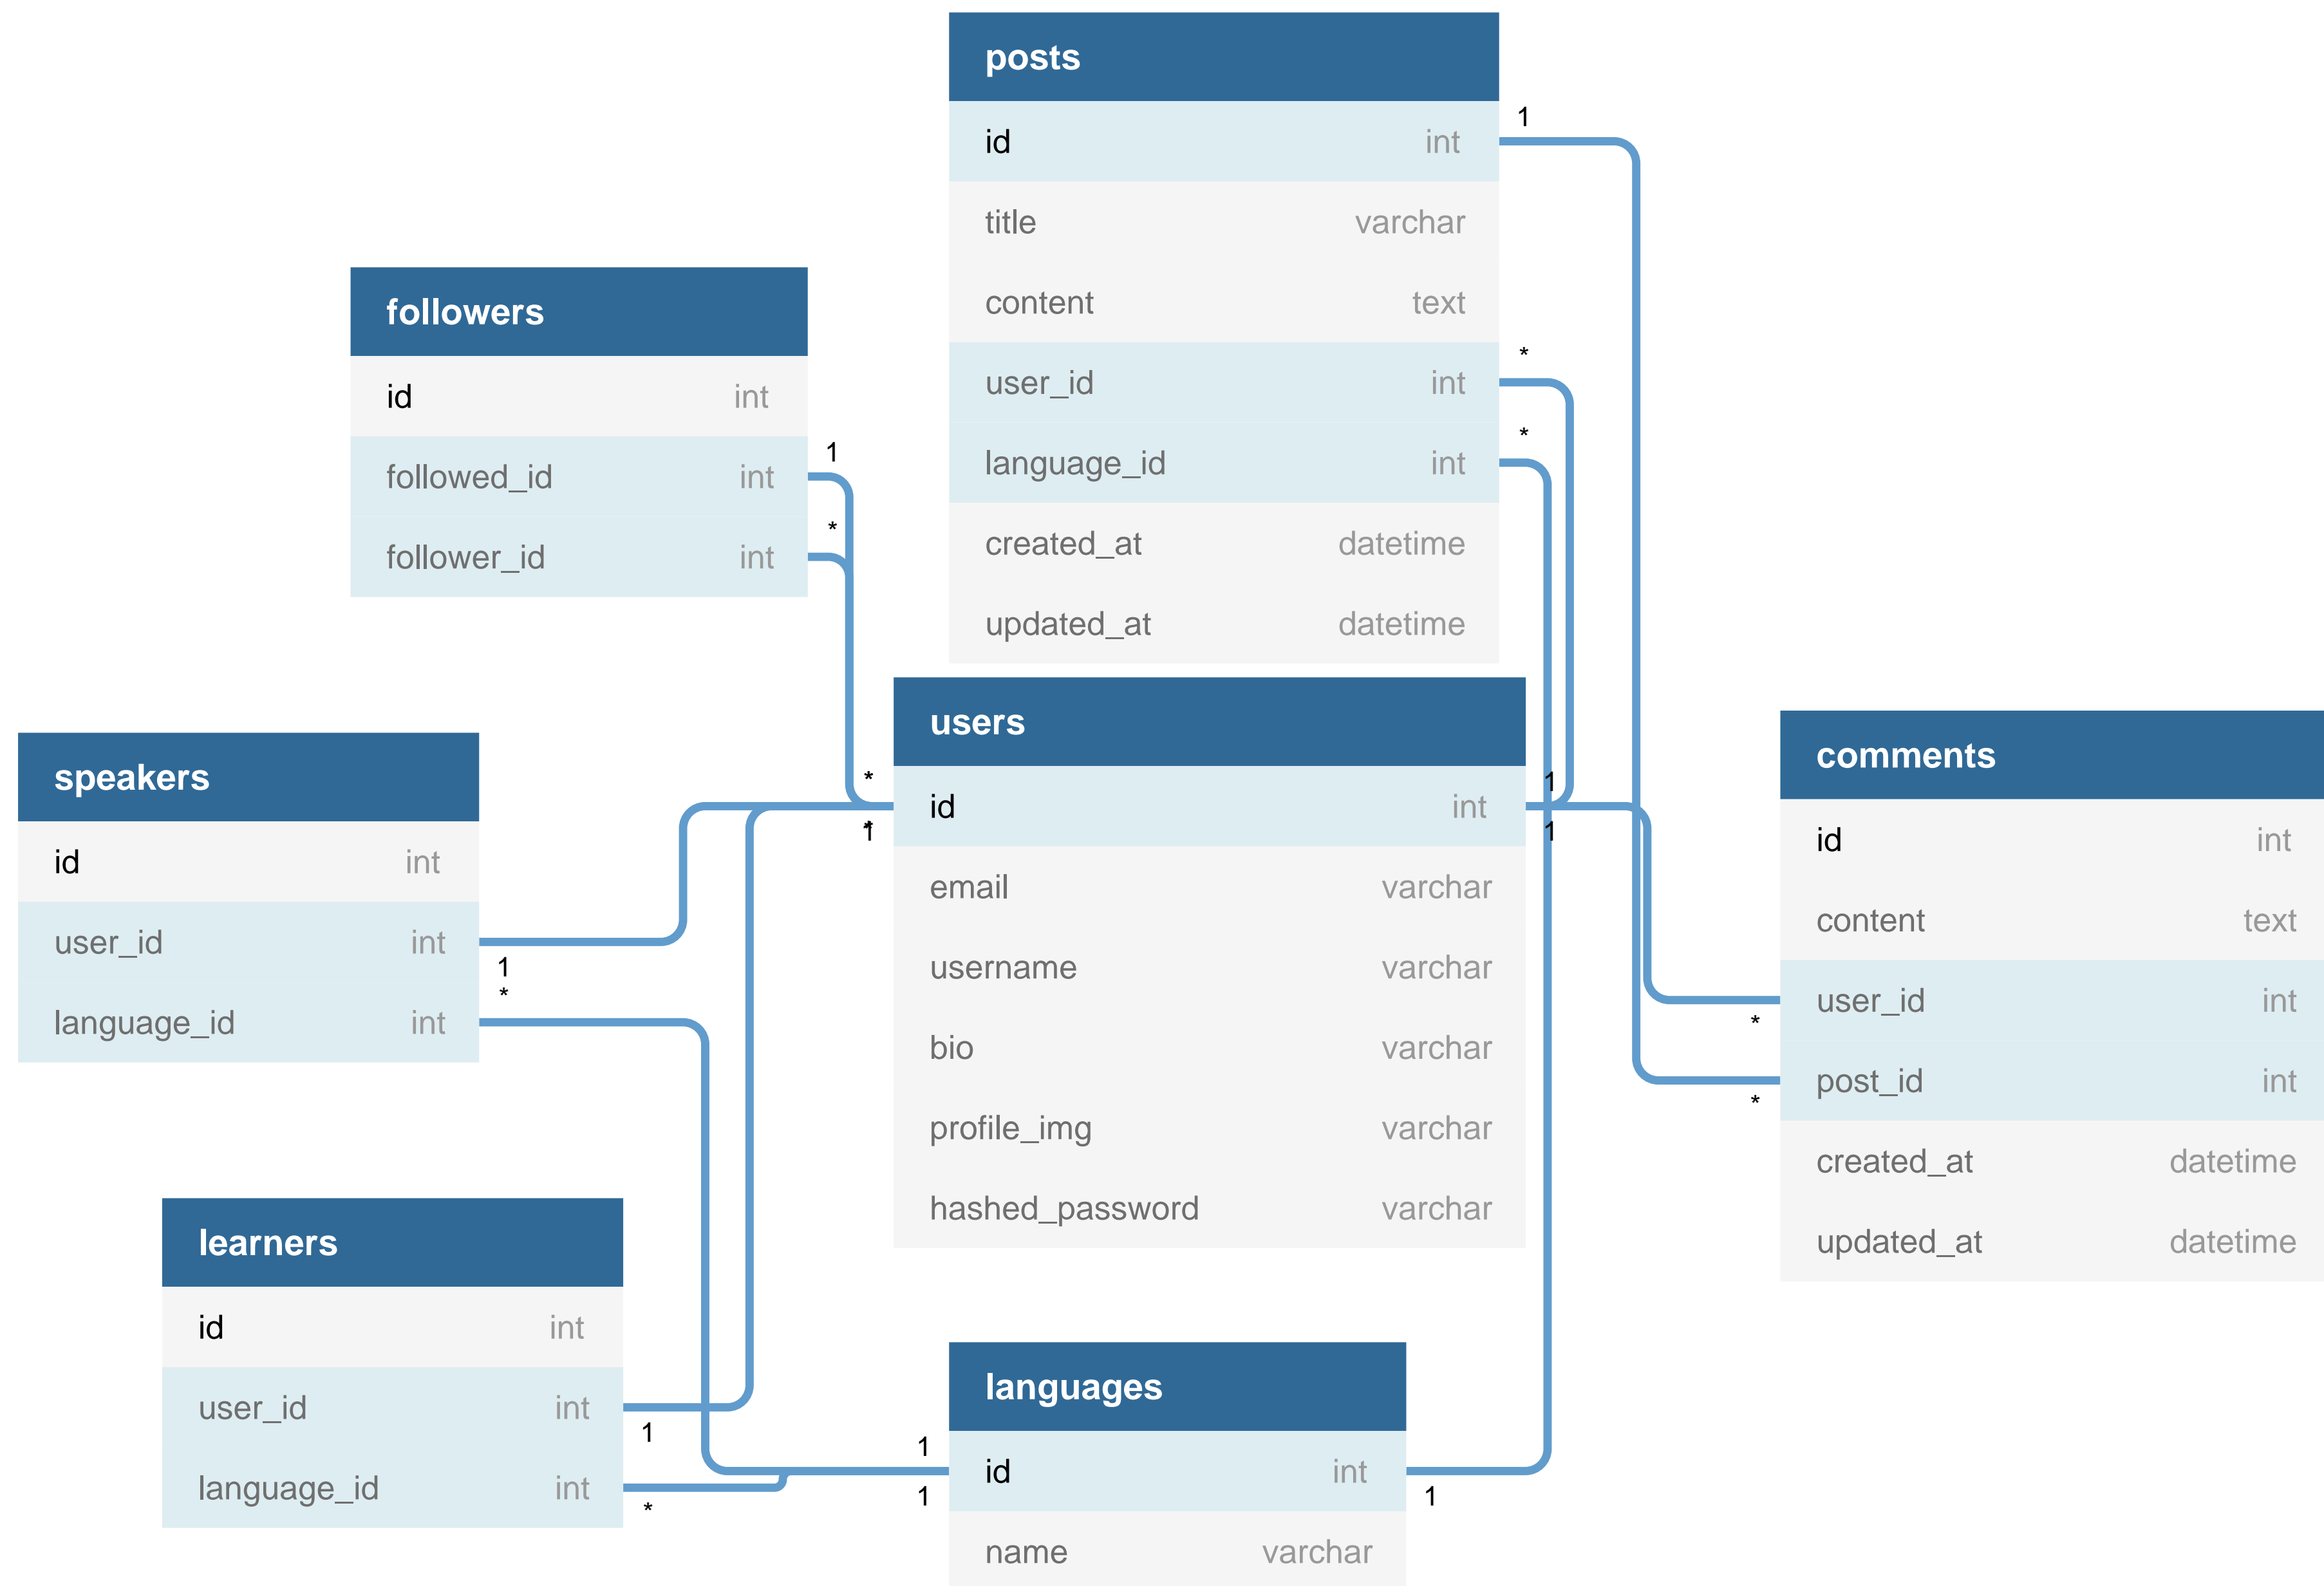 posts
id int
title varchar
content text
user_id int
language_id int
created_at datetime
updated_at datetime
1
*
*
followers
id int
followed_id int
follower_id int
1
*
users
id int
email varchar
username varchar
bio varchar
profile_img varchar
hashed_password varchar
*
*
1
1
1
speakers
id int
user_id int
language_id int
1
*
comments
id int
content text
user_id int
post_id int
created_at datetime
updated_at datetime
*
*
learners
id int
user_id int
language_id int
1
*
languages
id int
name varchar
1
1
1